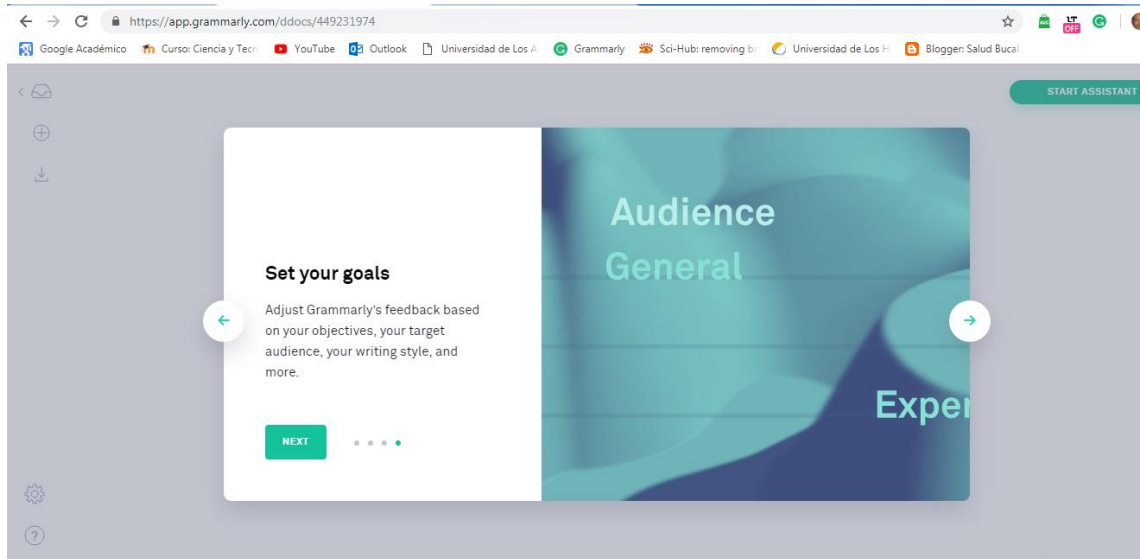 https://app.grammarly.com/ddocs/449231974
Google Académico Curso: Ciencia y Tecn YouTube Outlook Universidad de Los A Grammarly Sci-Hub: removing ba Universidad de Los H Blogger: Salud Bucal
OFF
START ASSISTANT
Audience
General
Set your goals
Adjust Grammarly's feedback based
on your objectives, your target
audience, your writing style, and
more.
Exper
NEXT